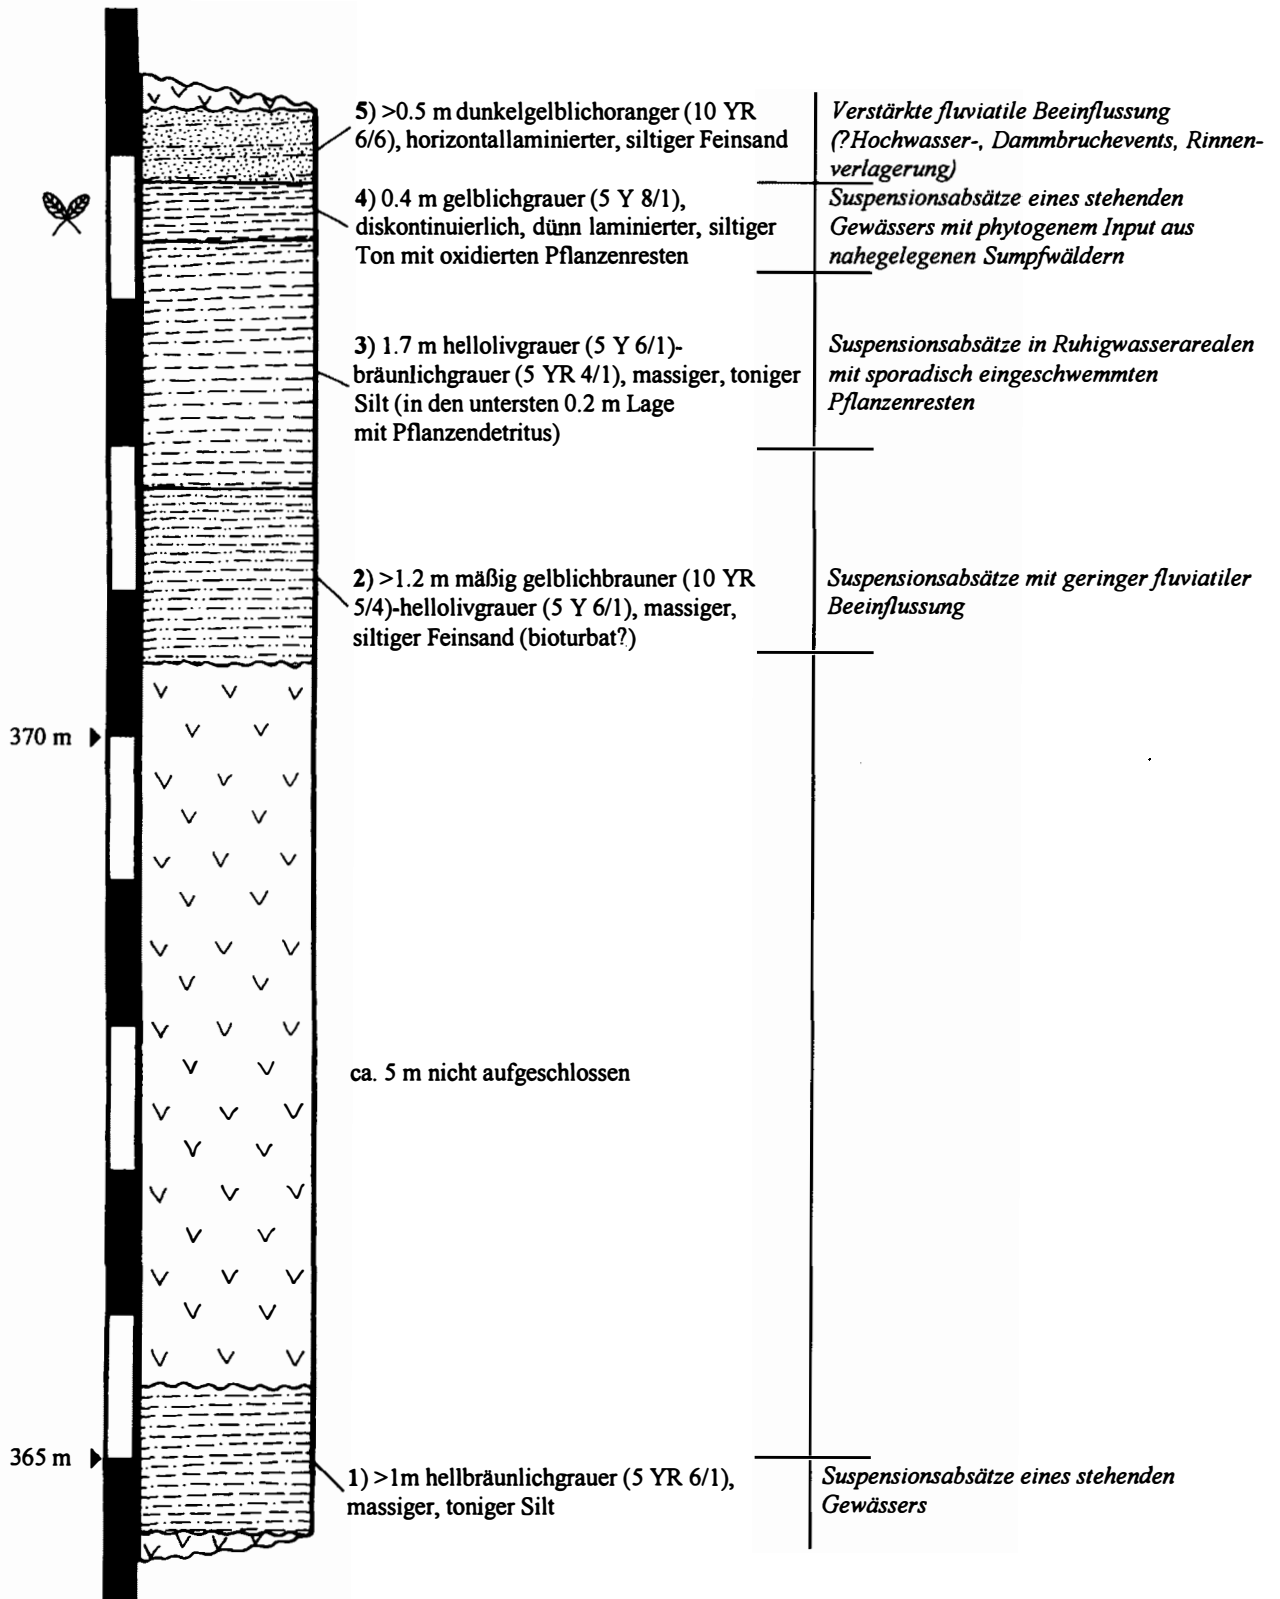 5) >0.5 m dunkelgelblichoranger (10 YR
6/6), horizontallaminierter, siltiger Feinsand
Verstärkte fluviatile Beeinflussung
(?Hochwasser-, Dammbruchevents, Rinnen-
verlagerung)
4) 0.4 m gelblichgrauer (5 Y 8/1),
diskontinuierlich, dünn laminierter, siltiger
Ton mit oxidierten Pflanzenresten
Suspensionsabsätze eines stehenden
Gewässers mit phytogenem Input aus
nahegelegenen Sumpfwäldern
3) 1.7 m hellolivgrauer (5 Y 6/1)-
bräunlichgrauer (5 YR 4/1), massiger, toniger
Silt (in den untersten 0.2 m Lage
mit Pflanzendetritus)
Suspensionsabsätze in Ruhigwasserarealen
mit sporadisch eingeschwemmten
Pflanzenresten
2) >1.2 m mäßig gelblichbrauner (10 YR
5/4)-hellolivgrauer (5 Y 6/1), massiger,
siltiger Feinsand (bioturbat?)
Suspensionsabsätze mit geringer fluviatiler
Beeinflussung
370 m
ca. 5 m nicht aufgeschlossen
365 m
1) >1m hellbräunlichgrauer (5 YR 6/1),
massiger, toniger Silt
Suspensionsabsätze eines stehenden
Gewässers